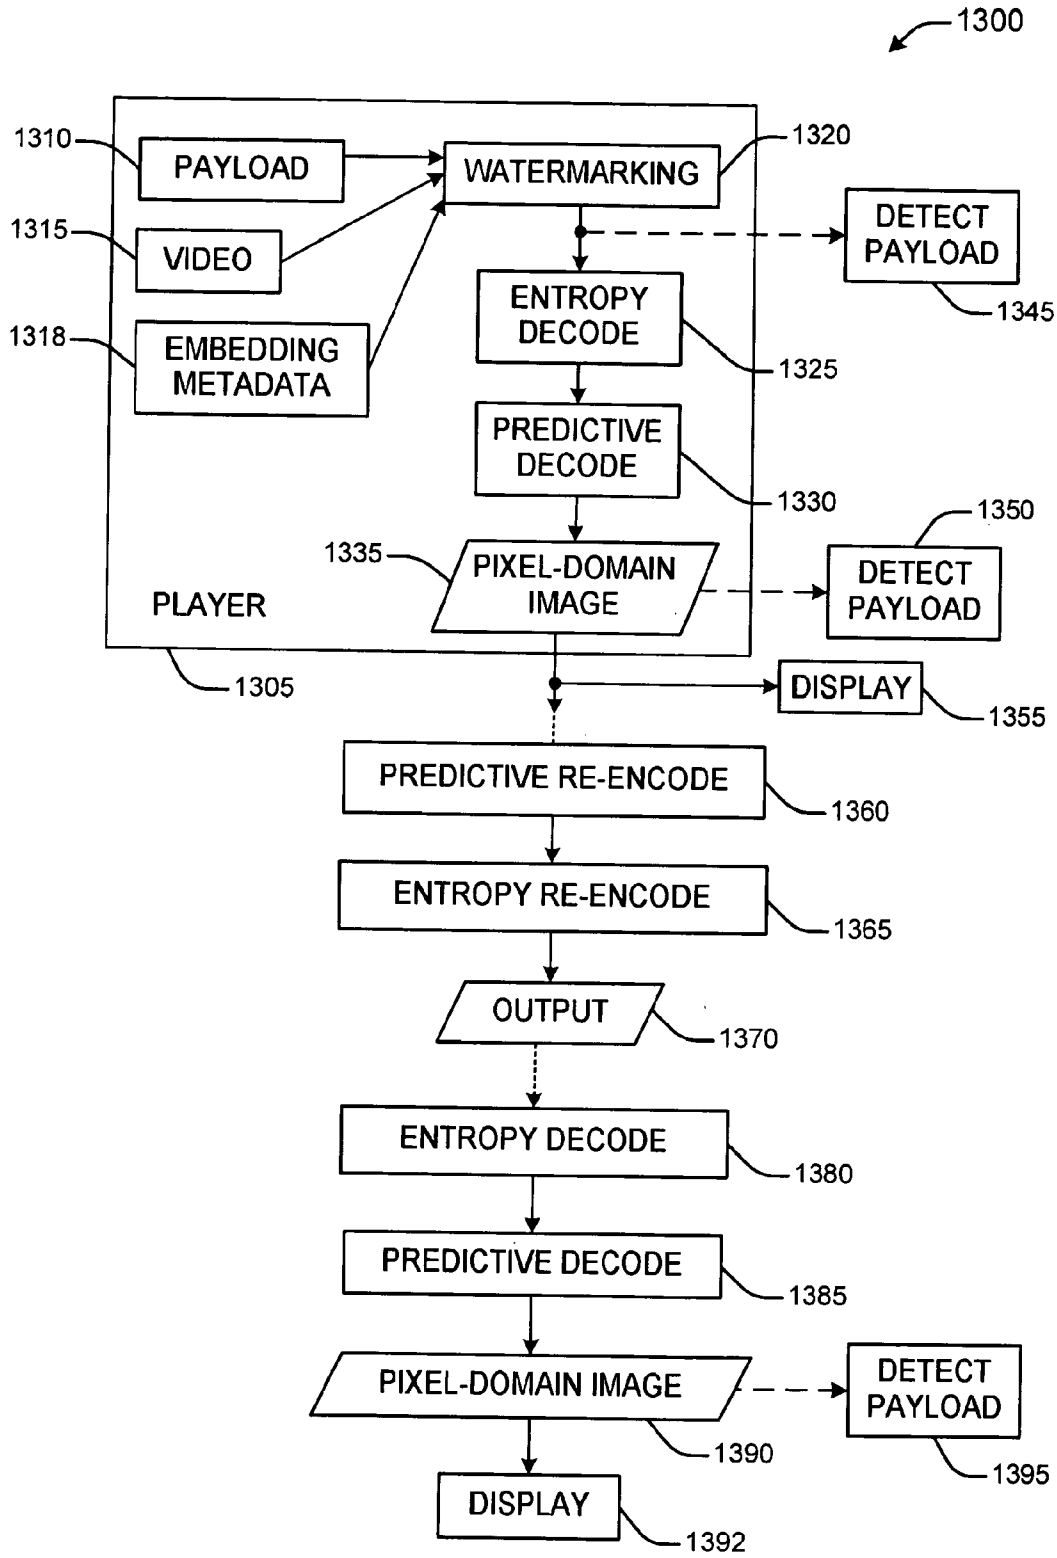 1300
1310
PAYLOAD
WATERMARKING
1320
1315
VIDEO
DETECT
PAYLOAD
1345
1318
EMBEDDING
METADATA
ENTROPY
DECODE
1325
PREDICTIVE
DECODE
1330
1335
PIXEL-DOMAIN
IMAGE
1350
DETECT
PAYLOAD
PLAYER
1305
DISPLAY
1355
PREDICTIVE RE-ENCODE
1360
ENTROPY RE-ENCODE
1365
OUTPUT
1370
ENTROPY DECODE
1380
PREDICTIVE DECODE
1385
PIXEL-DOMAIN IMAGE
1390
DETECT
PAYLOAD
1395
DISPLAY
1392